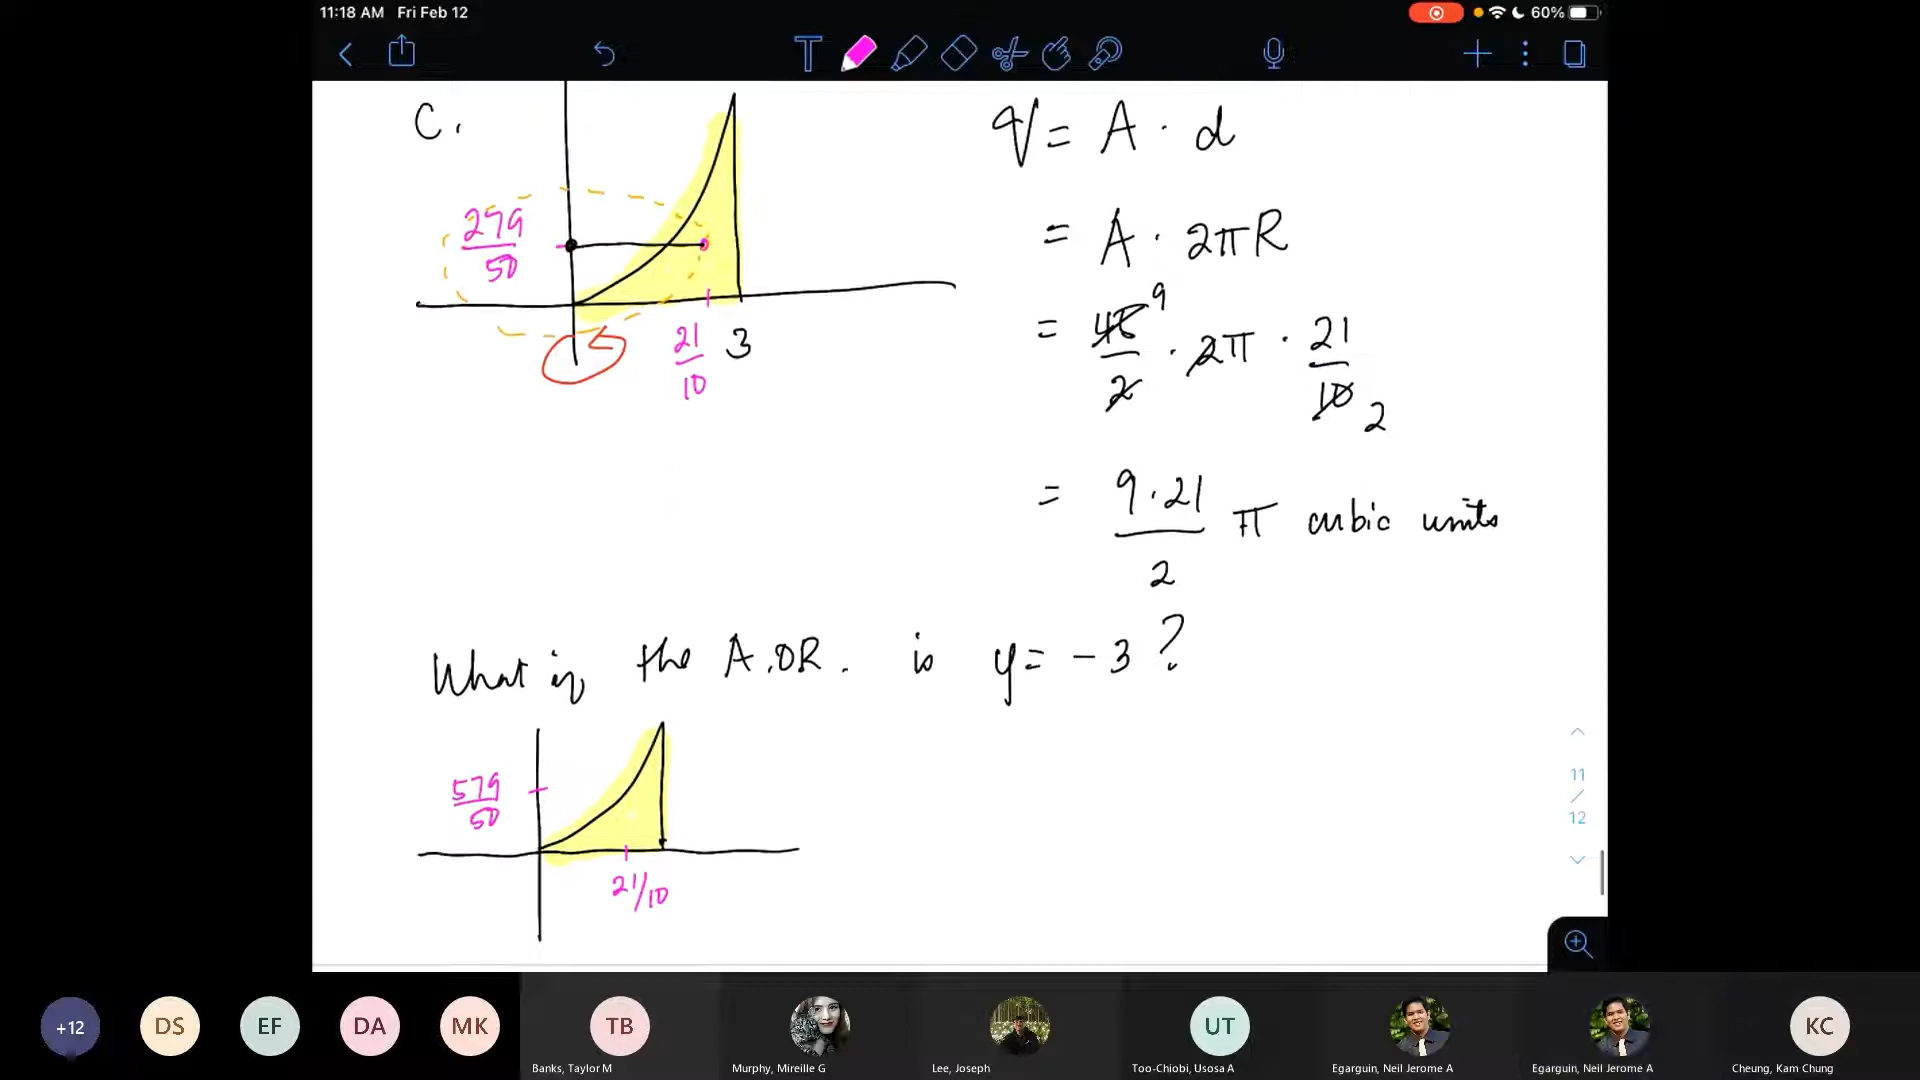 11:18 AM Fri Feb 12
60%
C.
279/50
21/10 3
V = A · d
= A · 2πR
= 45/2 9 · 2π · 21/10 2
= 9·21/2 π cubic units
What if the A.OR. is y = -3?
579/50
21/10
11
/
12
+12
DS
EF
DA
MK
TB
UT
KC
Banks, Taylor M
Murphy, Mireille G
Lee, Joseph
Too-Chiobi, Usosa A
Egarguin, Neil Jerome A
Egarguin, Neil Jerome A
Cheung, Kam Chung